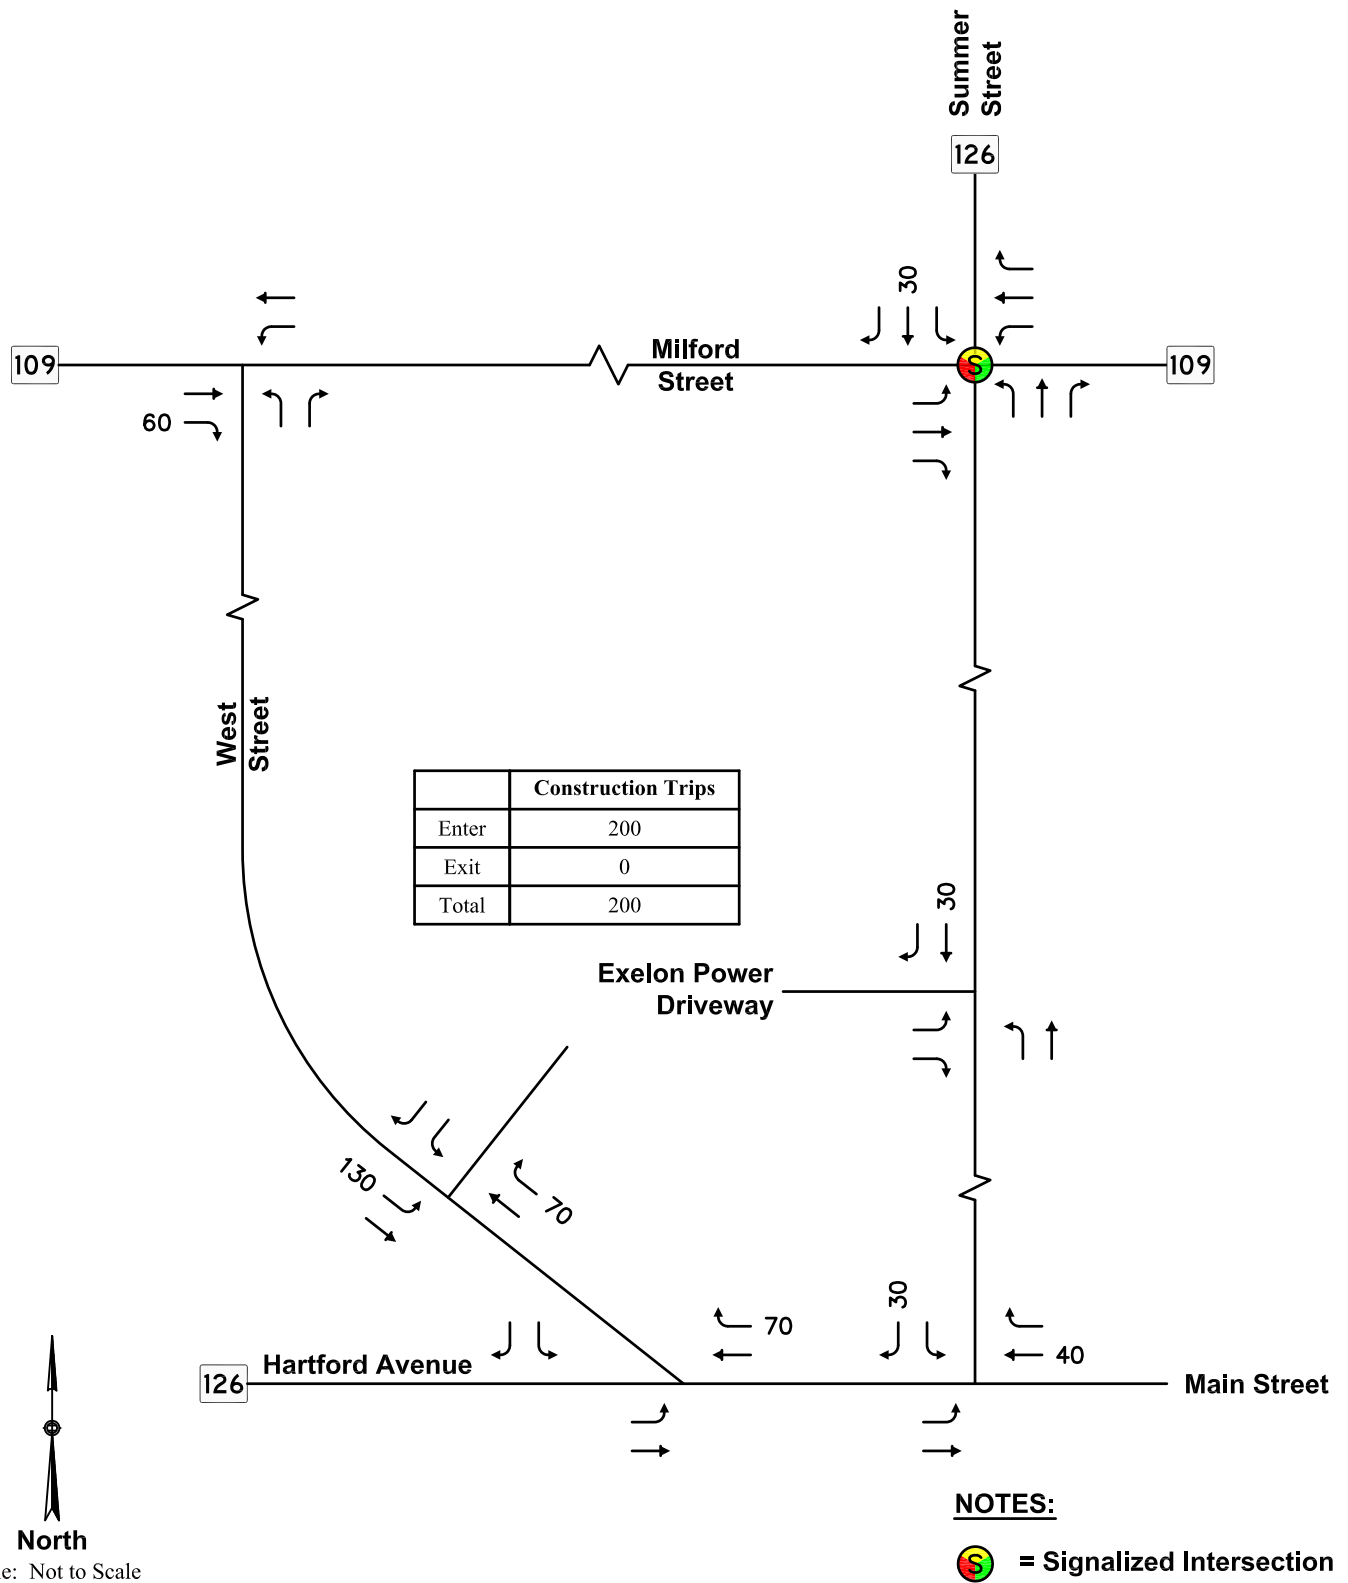 Summer
Street
126
30
Milford
Street
109
109
60
S
West
Street
Construction Trips
Enter 200
Exit 0
Total 200
30
Exelon Power
Driveway
130
70
30
70
40
Hartford Avenue
126
Main Street
North
e: Not to Scale
NOTES:
S = Signalized Intersection